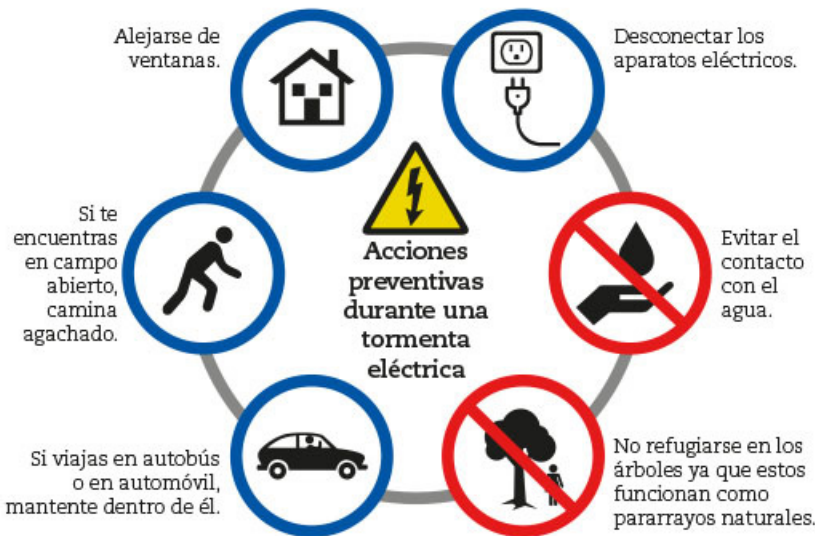 Alejarse de
ventanas.
Desconectar los
aparatos eléctricos.
Acciones
preventivas
durante una
tormenta
eléctrica
Si te
encuentras
en campo
abierto,
camina
agachado.
Evitar el
contacto
con el
agua.
Si viajas en autobús
o en automóvil,
mantente dentro de él.
No refugiarse en los
árboles ya que estos
funcionan como
pararrayos naturales.